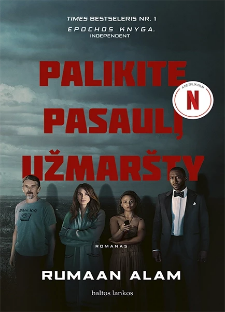 TIMES BESTSELERIS NR. 1
EPOCHOS KNYGA.
INDEPENDENT
PALIKITE
PASAULĮ
UŽMARŠTY
N
ROMANAS
RUMAAN ALAM
baltos lankos